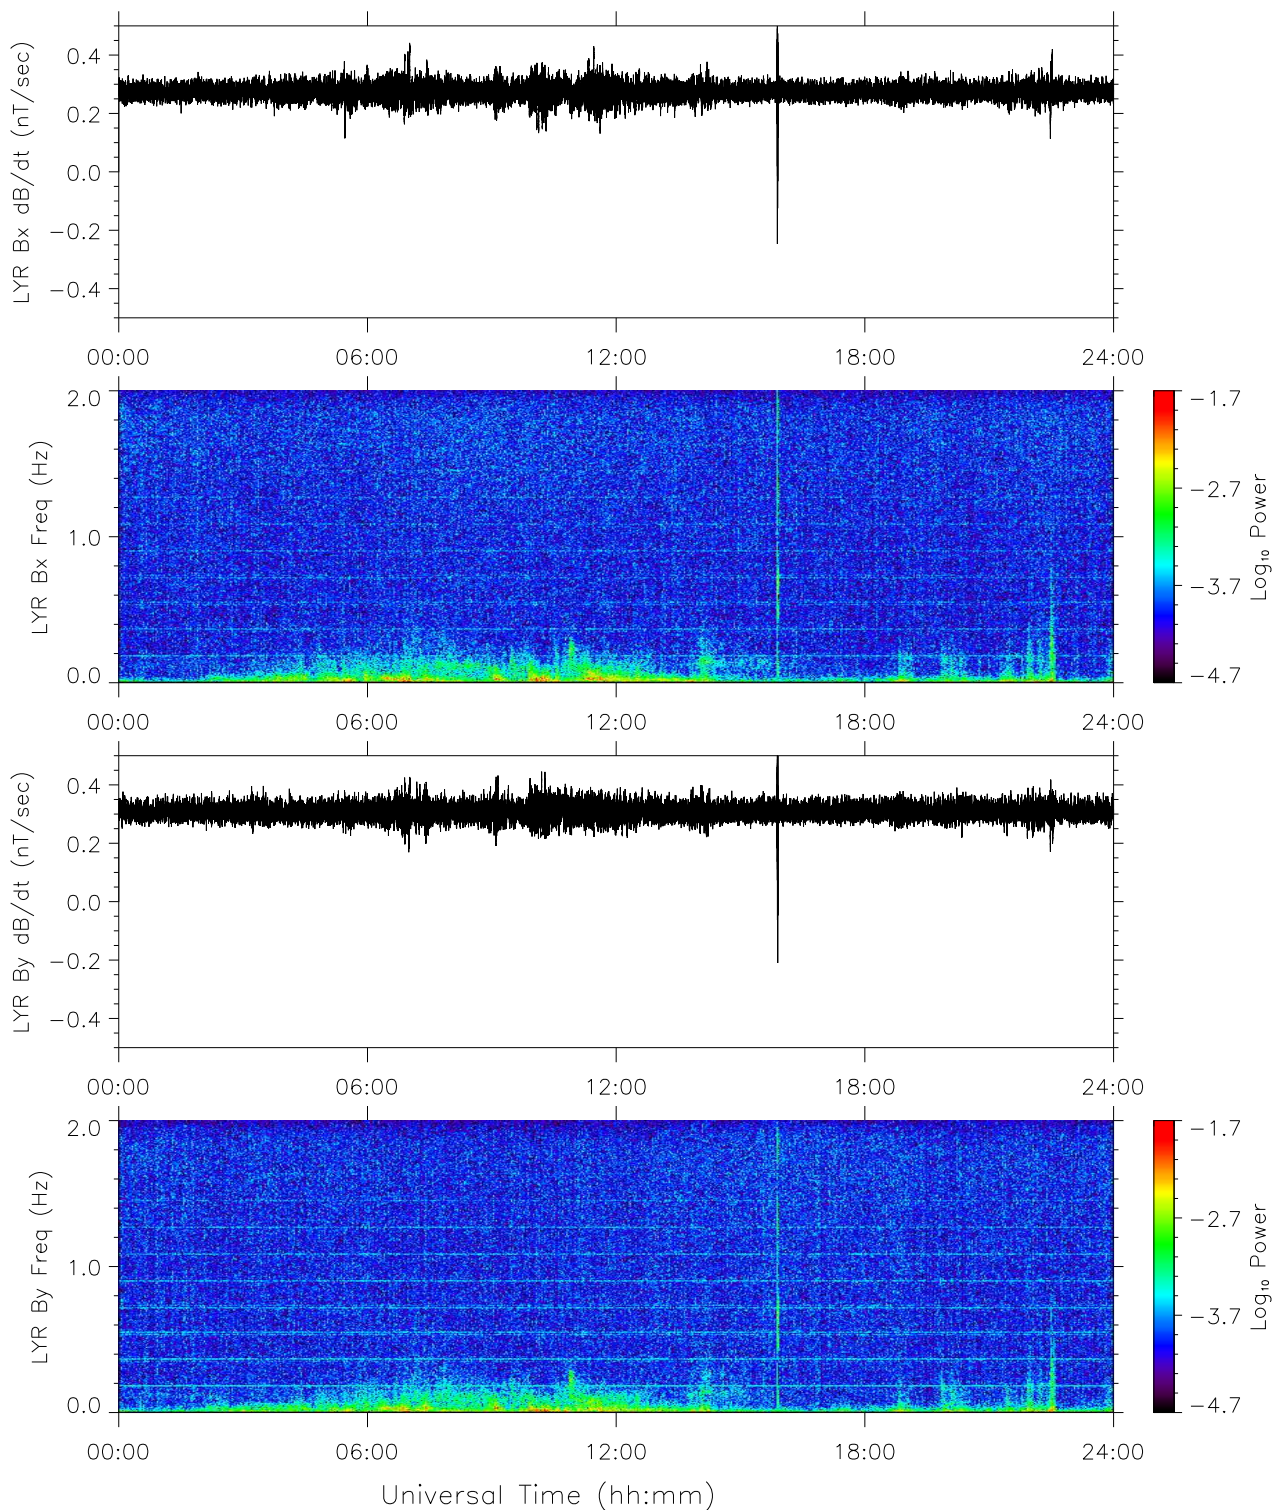 LYR Bx dB/dt (nT/sec)
0.4
0.2
0.0
−0.2
−0.4
00:00 06:00 12:00 18:00 24:00
LYR Bx Freq (Hz)
2.0
1.0
0.0
−1.7
−2.7
−3.7
−4.7
Log₁₀ Power
00:00 06:00 12:00 18:00 24:00
LYR By dB/dt (nT/sec)
0.4
0.2
0.0
−0.2
−0.4
00:00 06:00 12:00 18:00 24:00
LYR By Freq (Hz)
2.0
1.0
0.0
−1.7
−2.7
−3.7
−4.7
Log₁₀ Power
00:00 06:00 12:00 18:00 24:00
Universal Time (hh:mm)